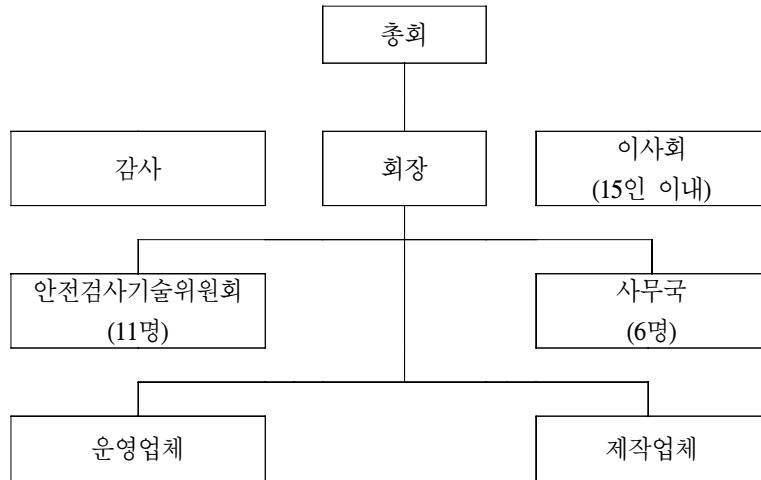 총회
감사
회장
이사회
(15인 이내)
안전검사기술위원회
(11명)
사무국
(6명)
운영업체
제작업체